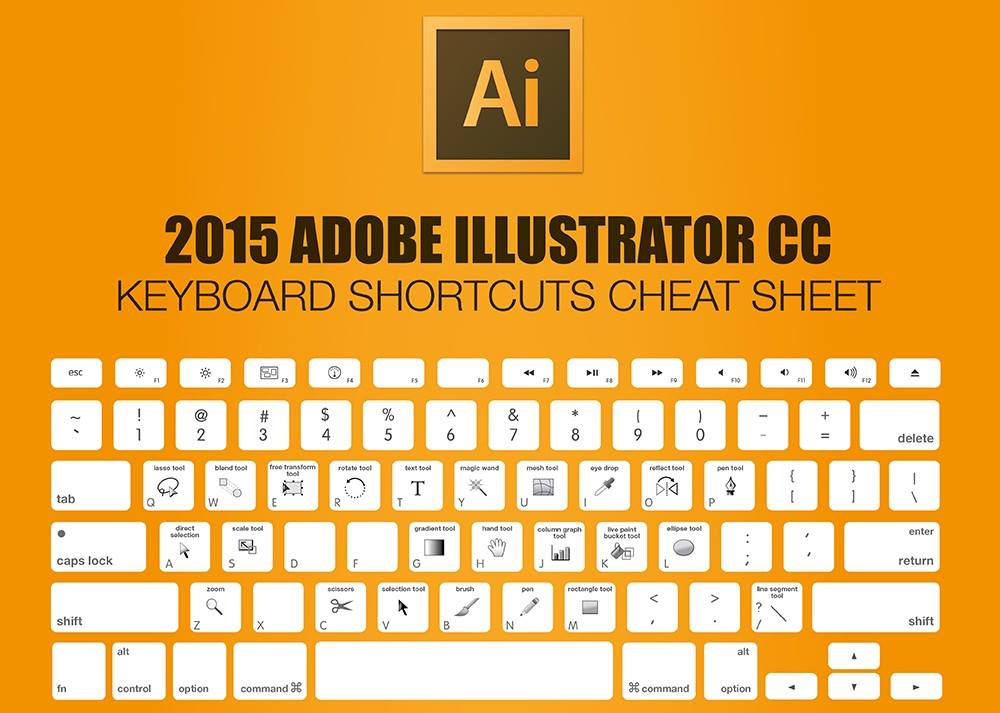 Ai
2015 ADOBE ILLUSTRATOR CC
KEYBOARD SHORTCUTS CHEAT SHEET
esc F1 F2 F3 F4 F5 F6 F7 F8 F9 F10 F11 F12
~ ! @ # $ % ^ & * ( ) – +
` 1 2 3 4 5 6 7 8 9 0 - = delete
lasso tool blend tool free transform tool rotate tool text tool magic wand mesh tool eye drop reflect tool pen tool { } |
tab Q W E R T Y U I O P [ ] \
direct selection scale tool gradient tool hand tool column graph tool live paint bucket tool ellipse tool : ' enter
caps lock A S D F G H J K L ; , return
zoom scissors selection tool brush pen rectangle tool < > line segment tool
shift Z X C V B N M , . ? / shift
alt alt
fn control option command ⌘ ⌘ command option